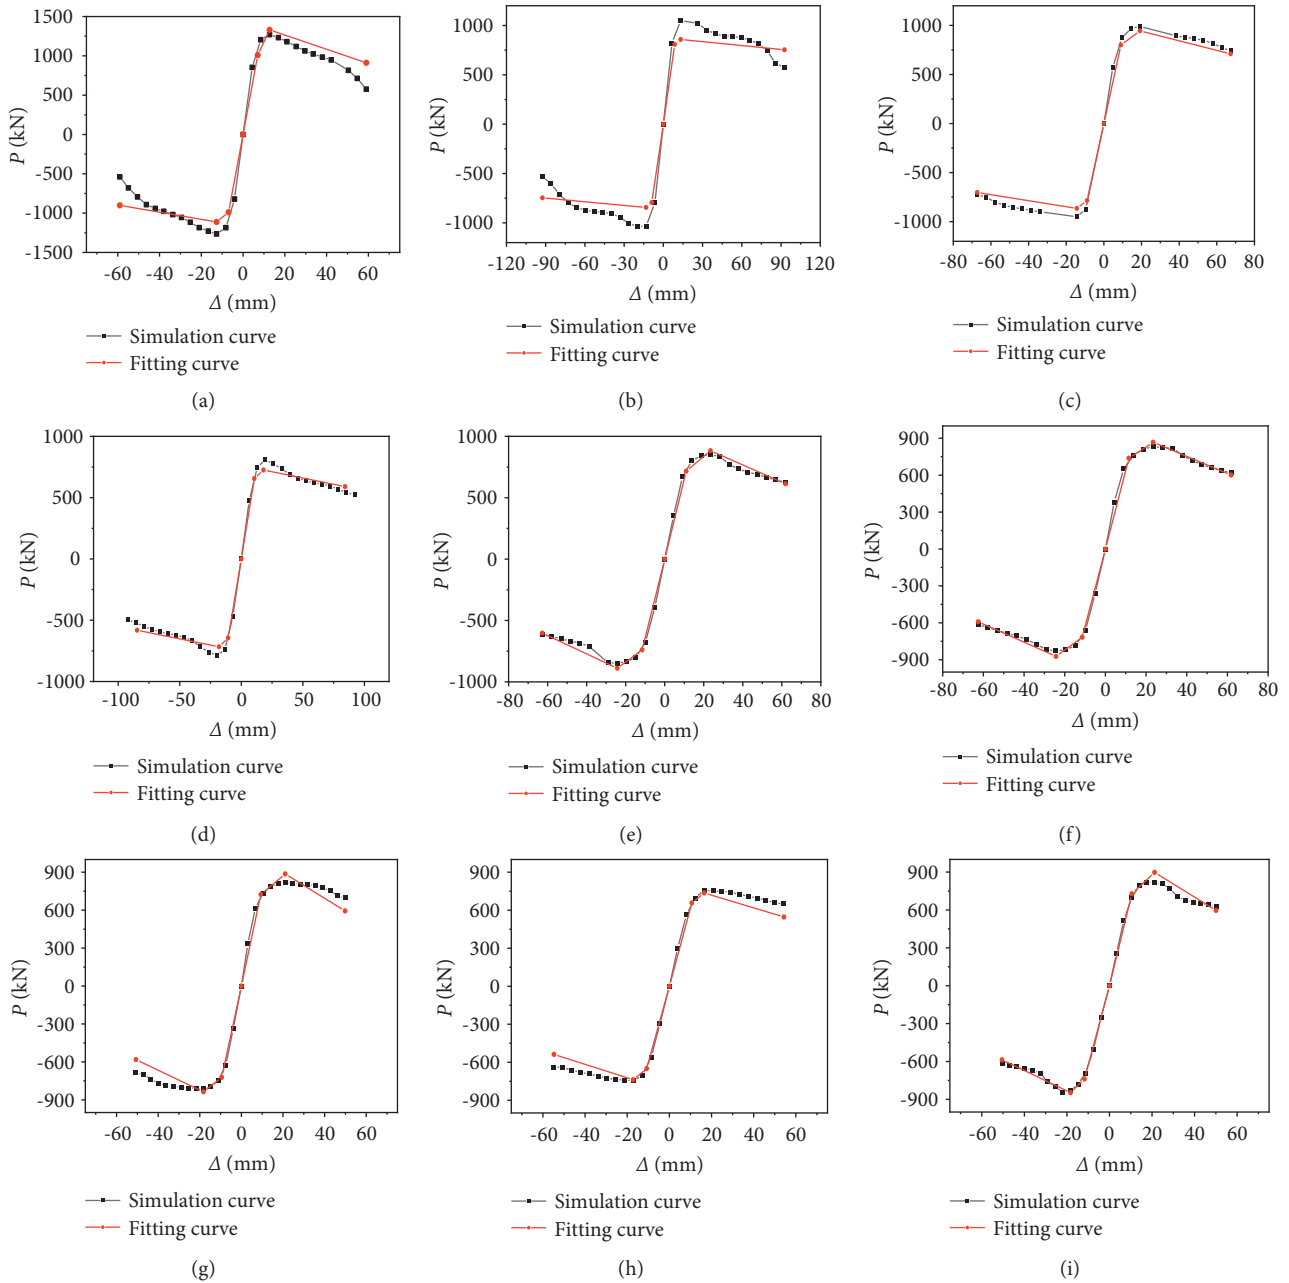 1500
1000
500
0
-500
-1000
1500
P (kN)
-60 -40 -20 0 20 40 60
Δ (mm)
Simulation curve
Fitting curve
(a)
1000
500
0
-500
-1000
P (kN)
-120 -90 -60 -30 0 30 60 90 120
Δ (mm)
Simulation curve
Fitting curve
(b)
1000
500
0
-500
-1000
P (kN)
-80 -60 -40 -20 0 20 40 60 80
Δ (mm)
Simulation curve
Fitting curve
(c)
1000
500
0
-500
-1000
P (kN)
-100 -50 0 50 100
Δ (mm)
Simulation curve
Fitting curve
(d)
1000
500
0
-500
-1000
P (kN)
-80 -60 -40 -20 0 20 40 60 80
Δ (mm)
Simulation curve
Fitting curve
(e)
900
600
300
0
-300
-600
-900
P (kN)
-80 -60 -40 -20 0 20 40 60 80
Δ (mm)
Simulation curve
Fitting curve
(f)
900
600
300
0
-300
-600
-900
P (kN)
-60 -40 -20 0 20 40 60
Δ (mm)
Simulation curve
Fitting curve
(g)
900
600
300
0
-300
-600
-900
P (kN)
-60 -40 -20 0 20 40 60
Δ (mm)
Simulation curve
Fitting curve
(h)
900
600
300
0
-300
-600
-900
P (kN)
-60 -40 -20 0 20 40 60
Δ (mm)
Simulation curve
Fitting curve
(i)